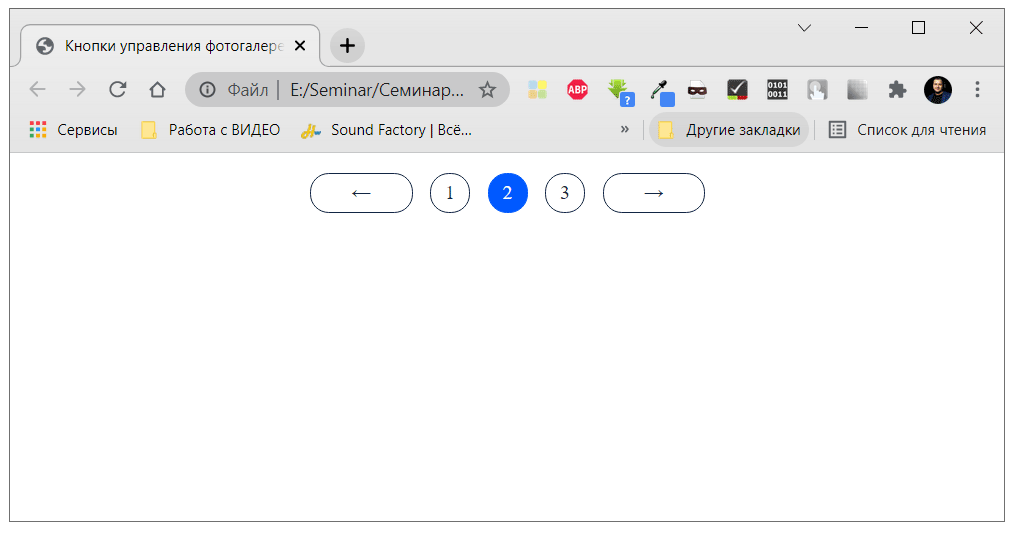 Кнопки управления фотогалере
Файл | E:/Seminar/Семинар...
ABP
?
0101
0011
Сервисы
Работа с ВИДЕО
Sound Factory | Всё...
»
Другие закладки
Список для чтения
← 1 2 3 →